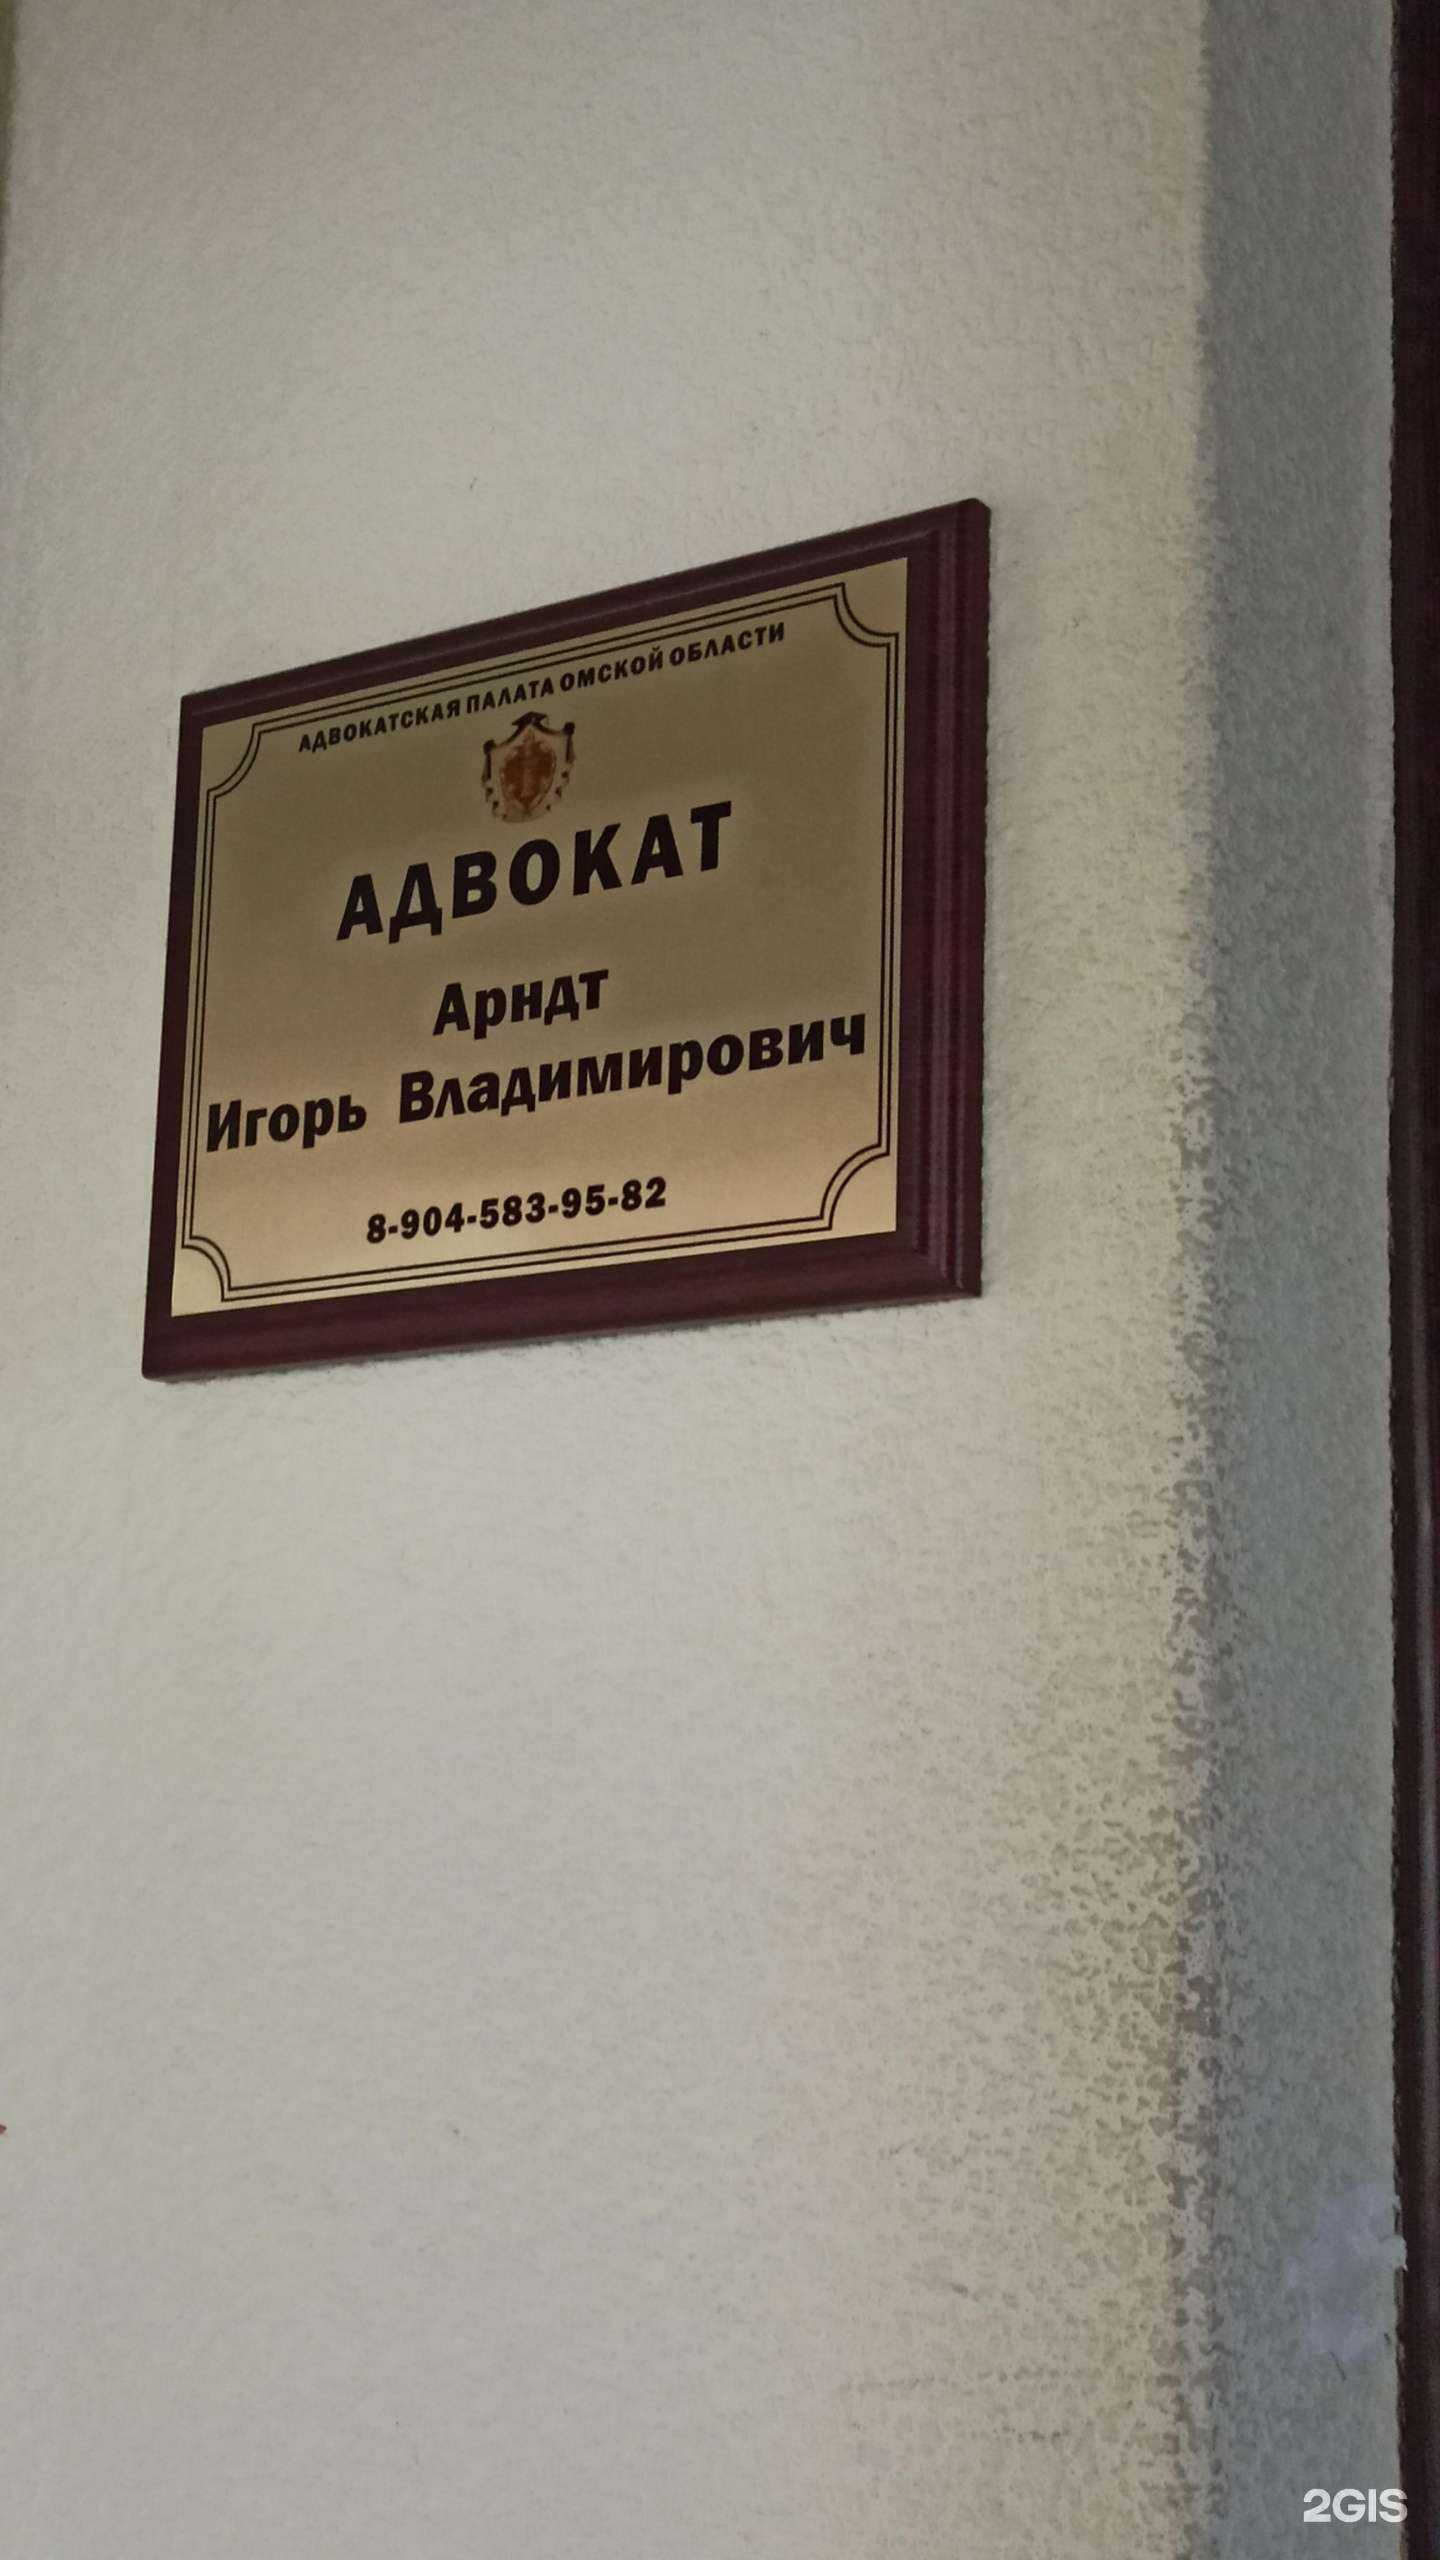 АДВОКАТСКАЯ ПАЛАТА ОМСКОЙ ОБЛАСТИ
АДВОКАТ
Арндт
Игорь Владимирович
8-904-583-95-82
2GIS